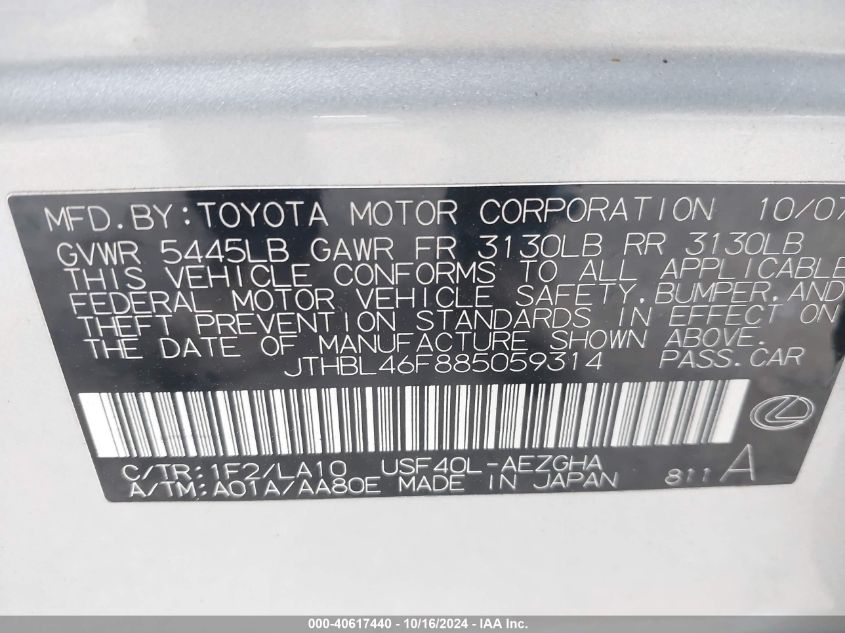 MFD.BY:TOYOTA MOTOR CORPORATION 10/07
GVWR 5445LB GAWR FR 3130LB RR 3130LB
THIS VEHICLE CONFORMS TO ALL APPLICABLE
FEDERAL MOTOR VEHICLE SAFETY,BUMPER,AND
THEFT PREVENTION STANDARDS IN EFFECT ON
THE DATE OF MANUFACTURE SHOWN ABOVE.
JTHBL46F885059314 PASS.CAR
C/TR:1F2/LA10 USF40L-AEZGHA
A/TM:A01A/AA80E MADE IN JAPAN 811A
000-40617440 - 10/16/2024 - IAA Inc.